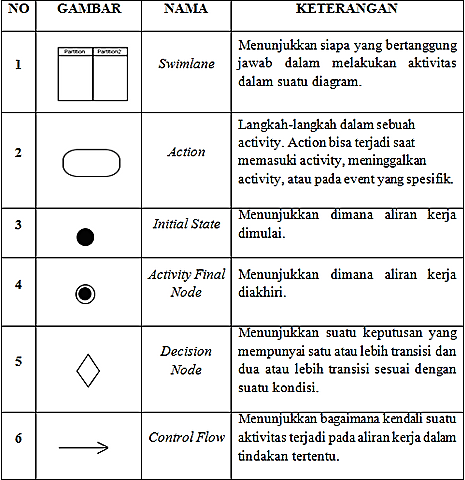 NO GAMBAR NAMA KETERANGAN
1
Partition Partition2
Swimlane
Menunjukkan siapa yang bertanggung
jawab dalam melakukan aktivitas
dalam suatu diagram.
2
Action
Langkah-langkah dalam sebuah
activity. Action bisa terjadi saat
memasuki activity, meninggalkan
activity, atau pada event yang spesifik.
3
Initial State
Menunjukkan dimana aliran kerja
dimulai.
4
Activity Final
Node
Menunjukkan dimana aliran kerja
diakhiri.
5
Decision
Node
Menunjukkan suatu keputusan yang
mempunyai satu atau lebih transisi dan
dua atau lebih transisi sesuai dengan
suatu kondisi.
6
Control Flow
Menunjukkan bagaimana kendali suatu
aktivitas terjadi pada aliran kerja dalam
tindakan tertentu.